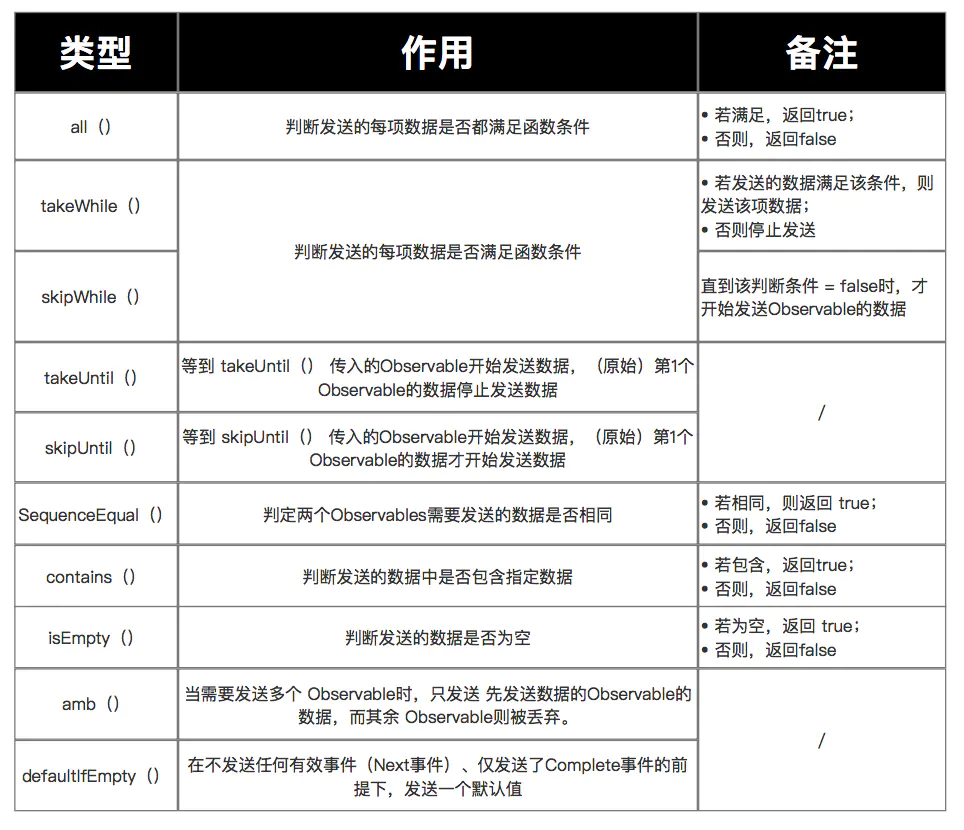 类型
作用
备注
all（）
判断发送的每项数据是否都满足函数条件
• 若满足，返回true；
• 否则，返回false
takeWhile（）
判断发送的每项数据是否满足函数条件
• 若发送的数据满足该条件，则
发送该项数据；
• 否则停止发送
skipWhile（）
直到该判断条件 = false时，才
开始发送Observable的数据
takeUntil（）
等到 takeUntil（） 传入的Observable开始发送数据，（原始）第1个
Observable的数据停止发送数据
/
skipUntil（）
等到 skipUntil（） 传入的Observable开始发送数据，（原始）第1个
Observable的数据才开始发送数据
SequenceEqual（）
判定两个Observables需要发送的数据是否相同
• 若相同，则返回 true；
• 否则，返回false
contains（）
判断发送的数据中是否包含指定数据
• 若包含，返回true；
• 否则，返回false
isEmpty（）
判断发送的数据是否为空
• 若为空，返回 true；
• 否则，返回false
amb（）
当需要发送多个 Observable时，只发送 先发送数据的Observable的
数据，而其余 Observable则被丢弃。
/
defaultIfEmpty（）
在不发送任何有效事件（Next事件）、仅发送了Complete事件的前
提下，发送一个默认值